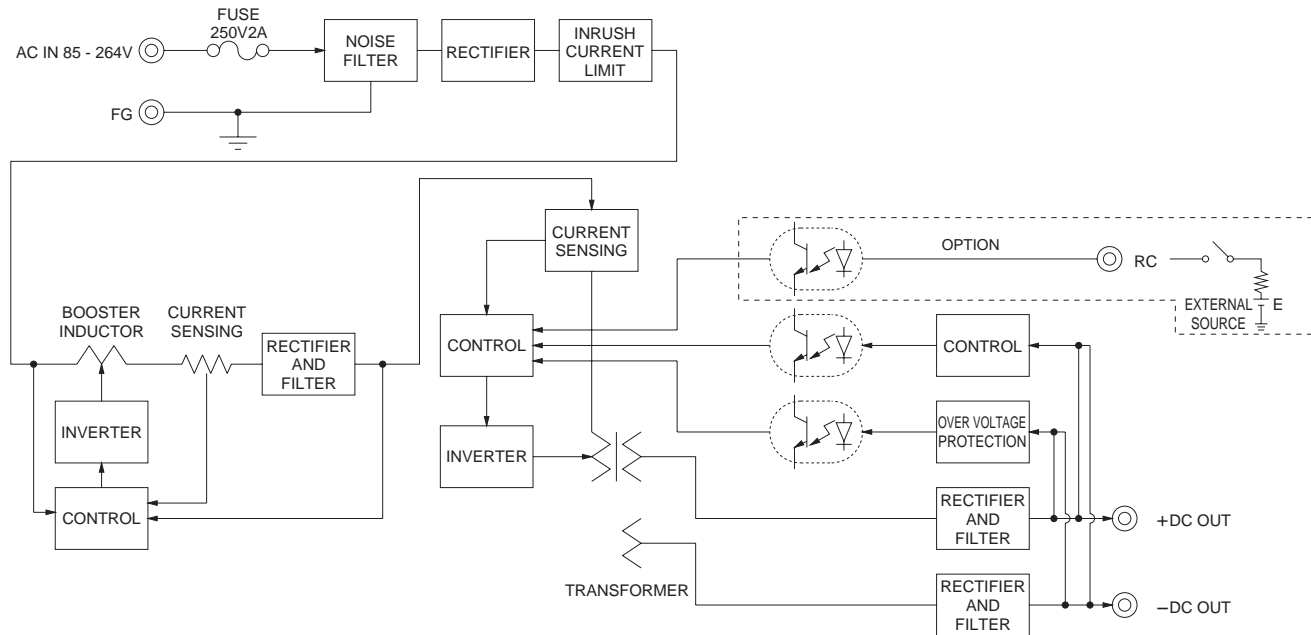 FUSE
250V2A
AC IN 85 - 264V
NOISE
FILTER
RECTIFIER
INRUSH
CURRENT
LIMIT
FG
CURRENT
SENSING
OPTION
RC
EXTERNAL
SOURCE
E
BOOSTER
INDUCTOR
CURRENT
SENSING
RECTIFIER
AND
FILTER
CONTROL
CONTROL
INVERTER
INVERTER
OVER VOLTAGE
PROTECTION
CONTROL
RECTIFIER
AND
FILTER
+DC OUT
TRANSFORMER
RECTIFIER
AND
FILTER
−DC OUT